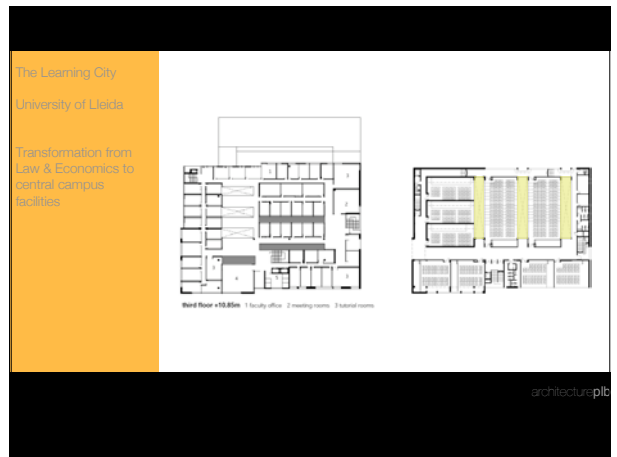 The Learning City
University of Lleida
Transformation from
Law & Economics to
central campus
facilities
third floor +10.85m 1 faculty office 2 meeting rooms 3 tutorial rooms
architectureplb